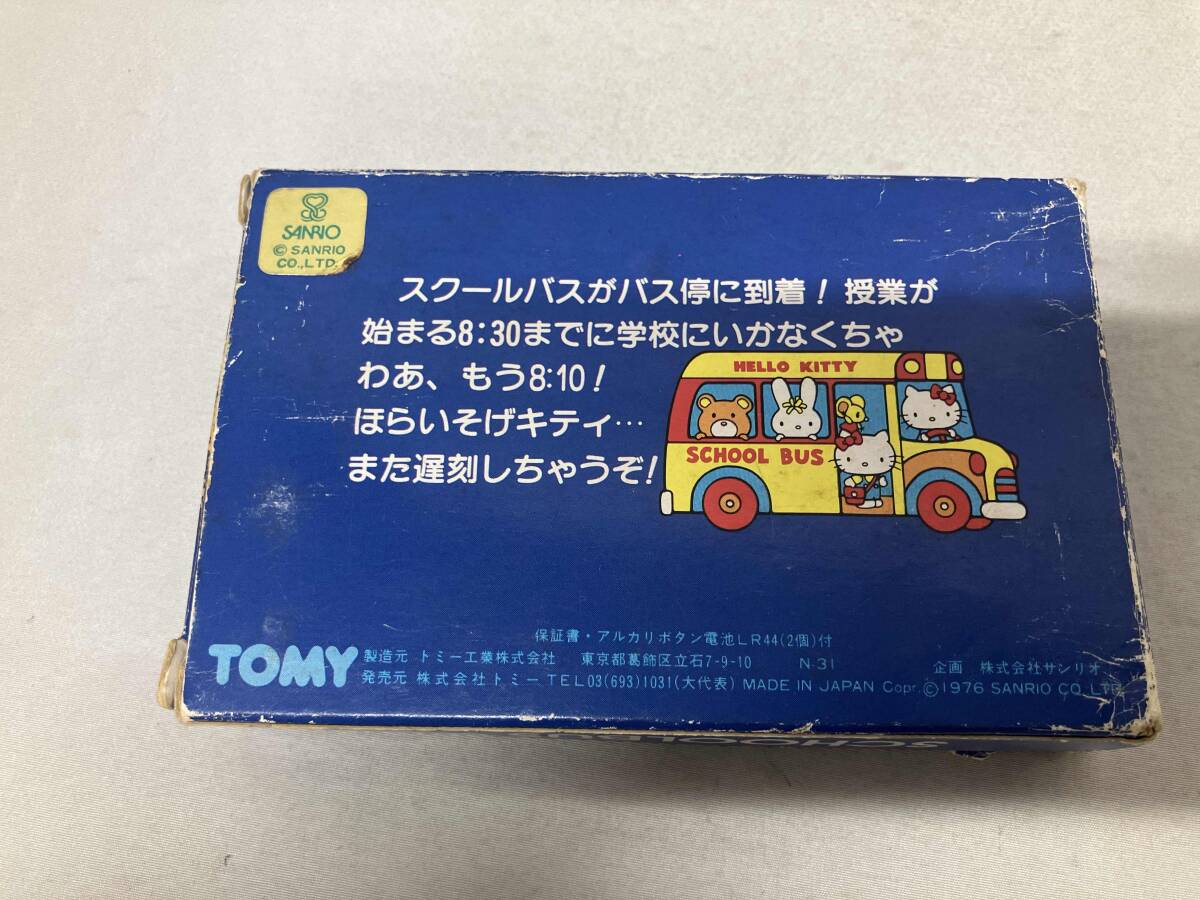 SANRIO
© SANRIO
CO.,LTD.
スクールバスがバス停に到着！授業が
始まる8:30までに学校にいかなくちゃ
わあ、もう8:10！
ほらいそげキティ…
また遅刻しちゃうぞ！
HELLO KITTY
SCHOOL BUS
保証書・アルカリボタン電池LR44(2個)付
TOMY
製造元 トミー工業株式会社 東京都葛飾区立石7-9-10 N-31 企画 株式会社サンリオ
発売元 株式会社トミー TEL03(693)1031(大代表) MADE IN JAPAN Copr.©1976 SANRIO CO.,LTD.